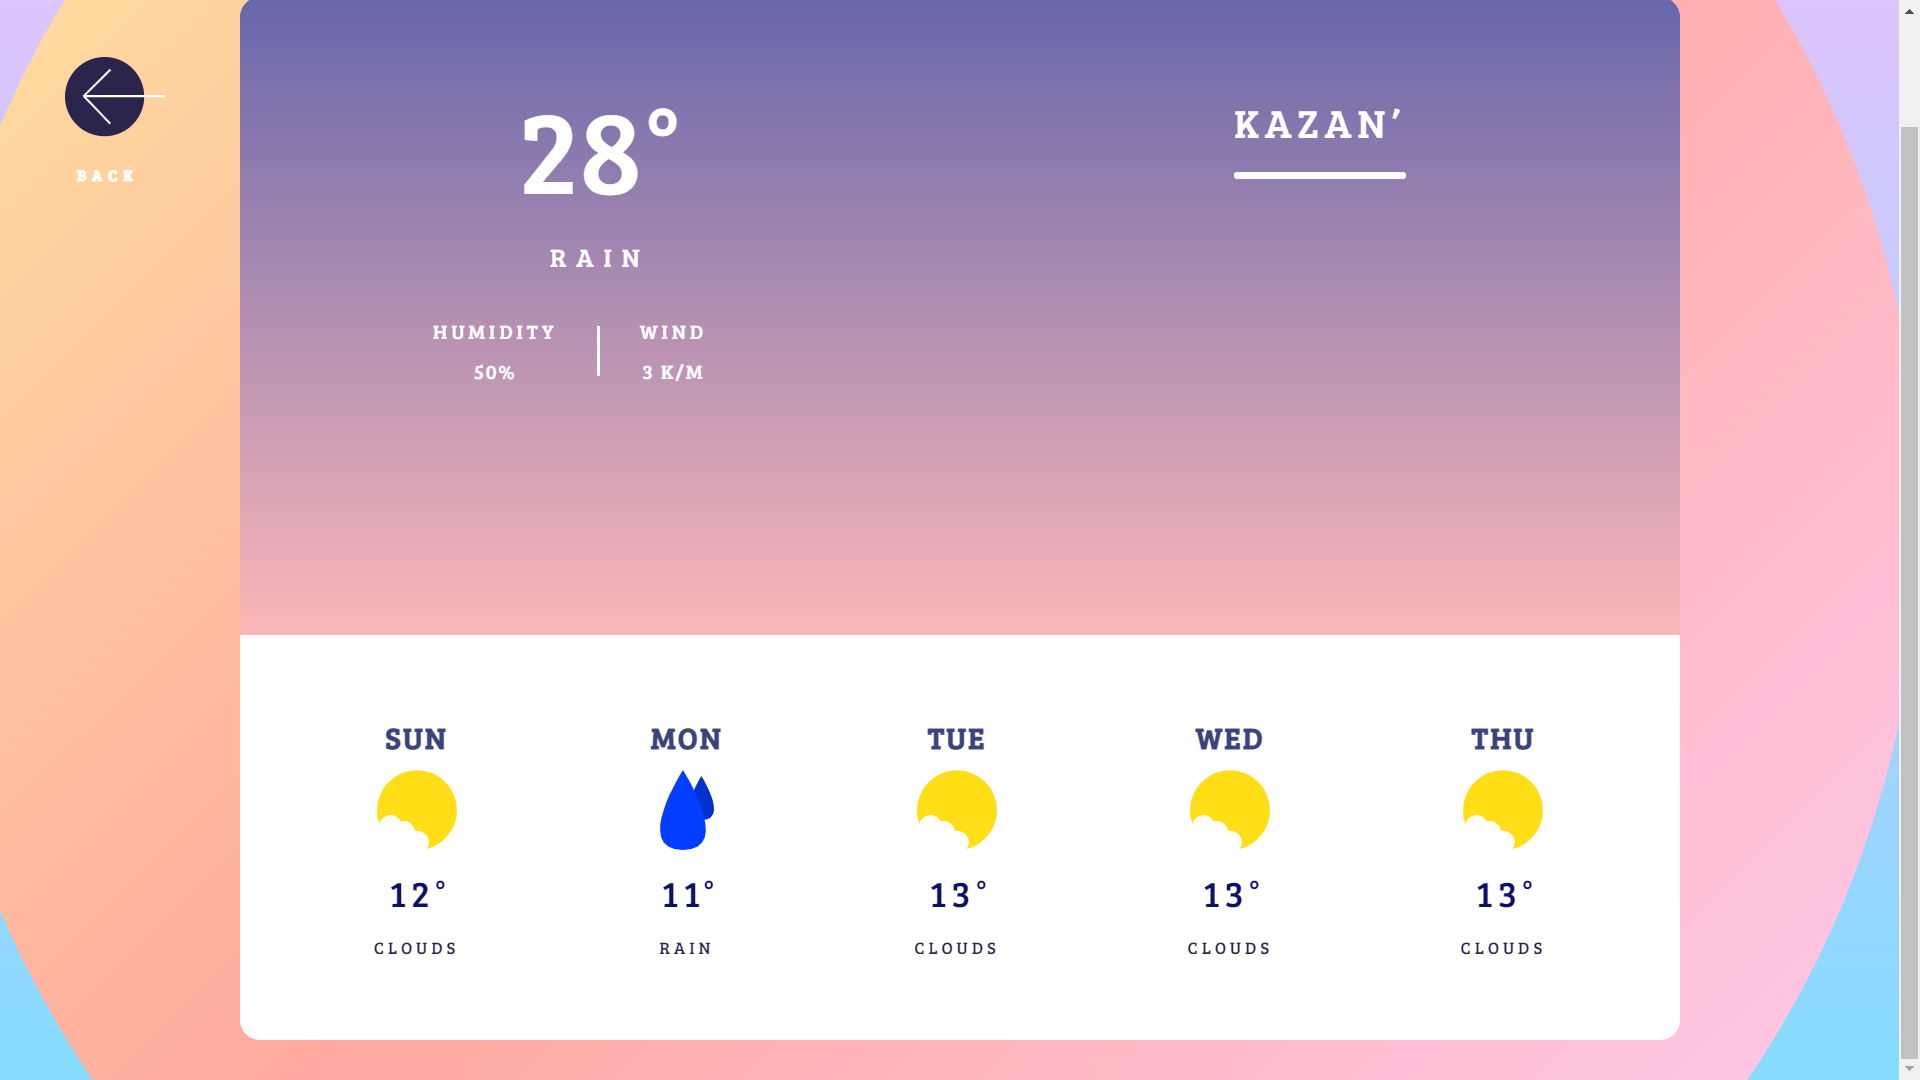 BACK
28°
RAIN
HUMIDITY
50%
WIND
3 K/M
KAZAN’
SUN
12°
CLOUDS
MON
11°
RAIN
TUE
13°
CLOUDS
WED
13°
CLOUDS
THU
13°
CLOUDS